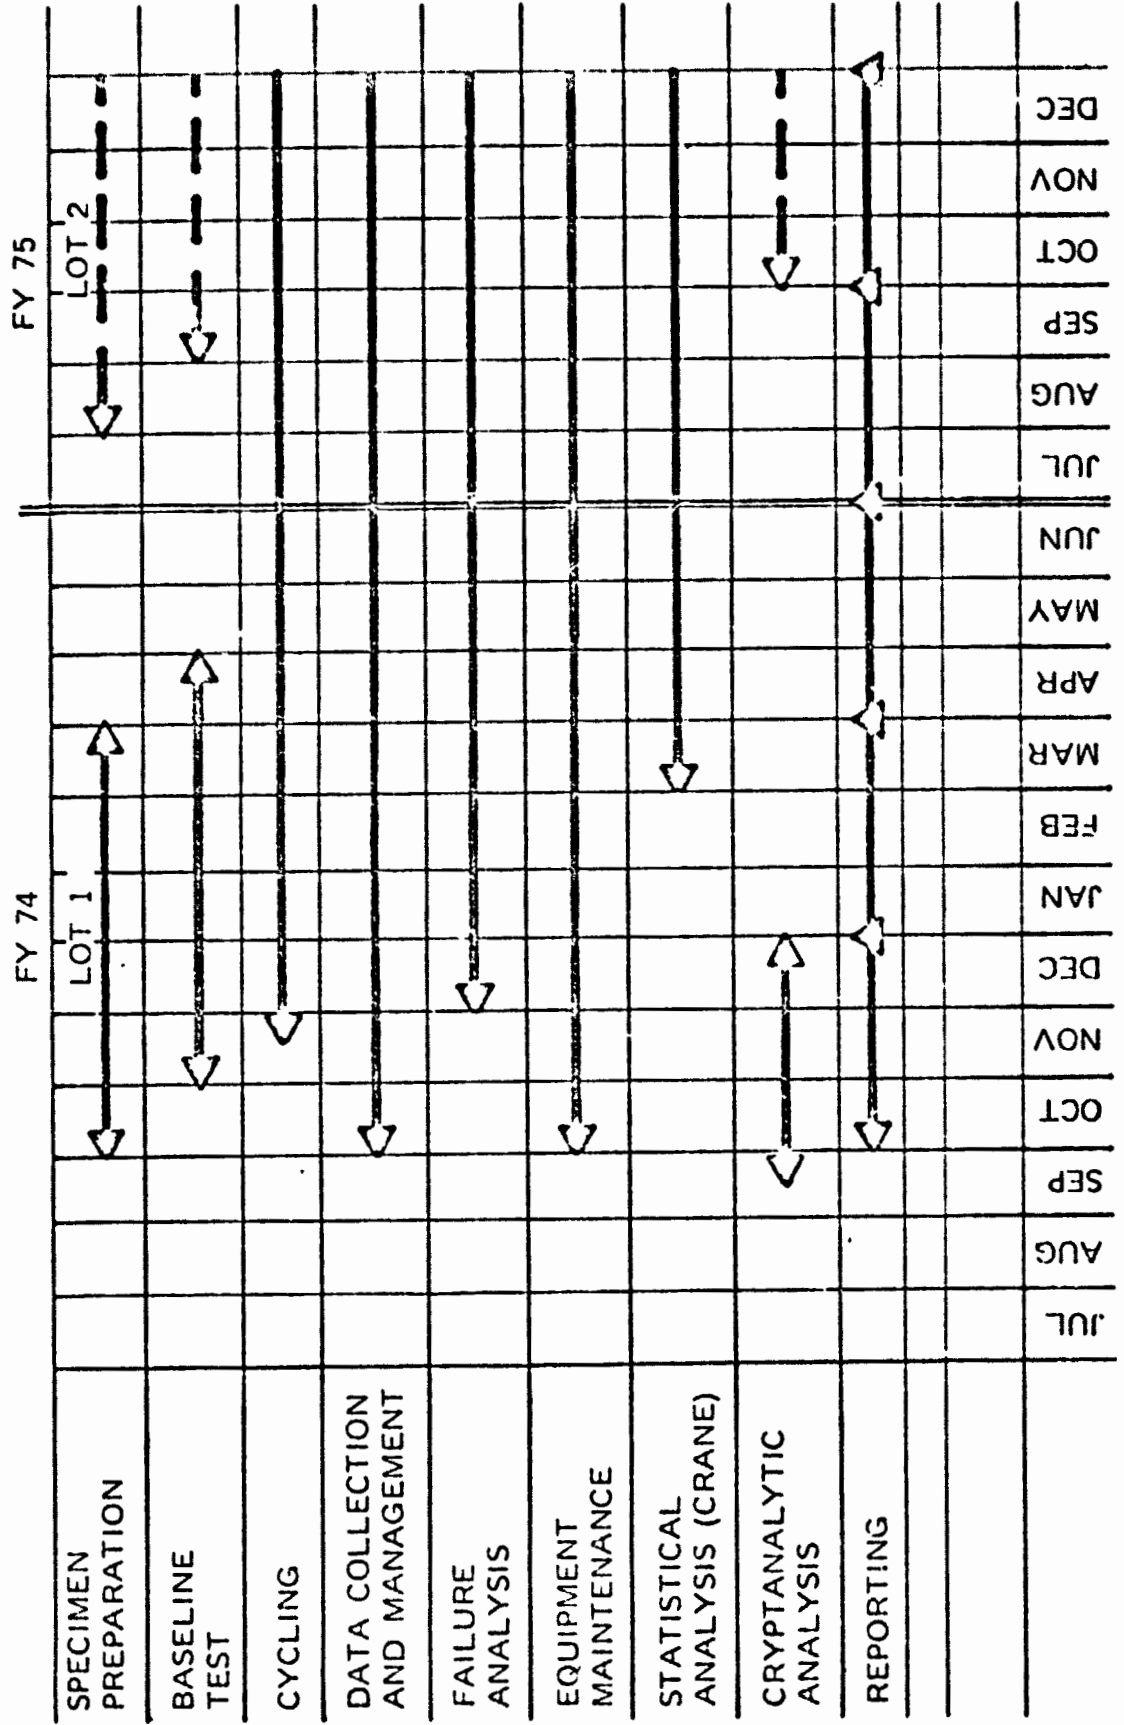 FY 74
FY 75
LOT 1
LOT 2
SPECIMEN
PREPARATION
BASELINE
TEST
CYCLING
DATA COLLECTION
AND MANAGEMENT
FAILURE
ANALYSIS
EQUIPMENT
MAINTENANCE
STATISTICAL
ANALYSIS (CRANE)
CRYPTANALYTIC
ANALYSIS
REPORTING
JUL
AUG
SEP
OCT
NOV
DEC
JAN
FEB
MAR
APR
MAY
JUN
JUL
AUG
SEP
OCT
NOV
DEC